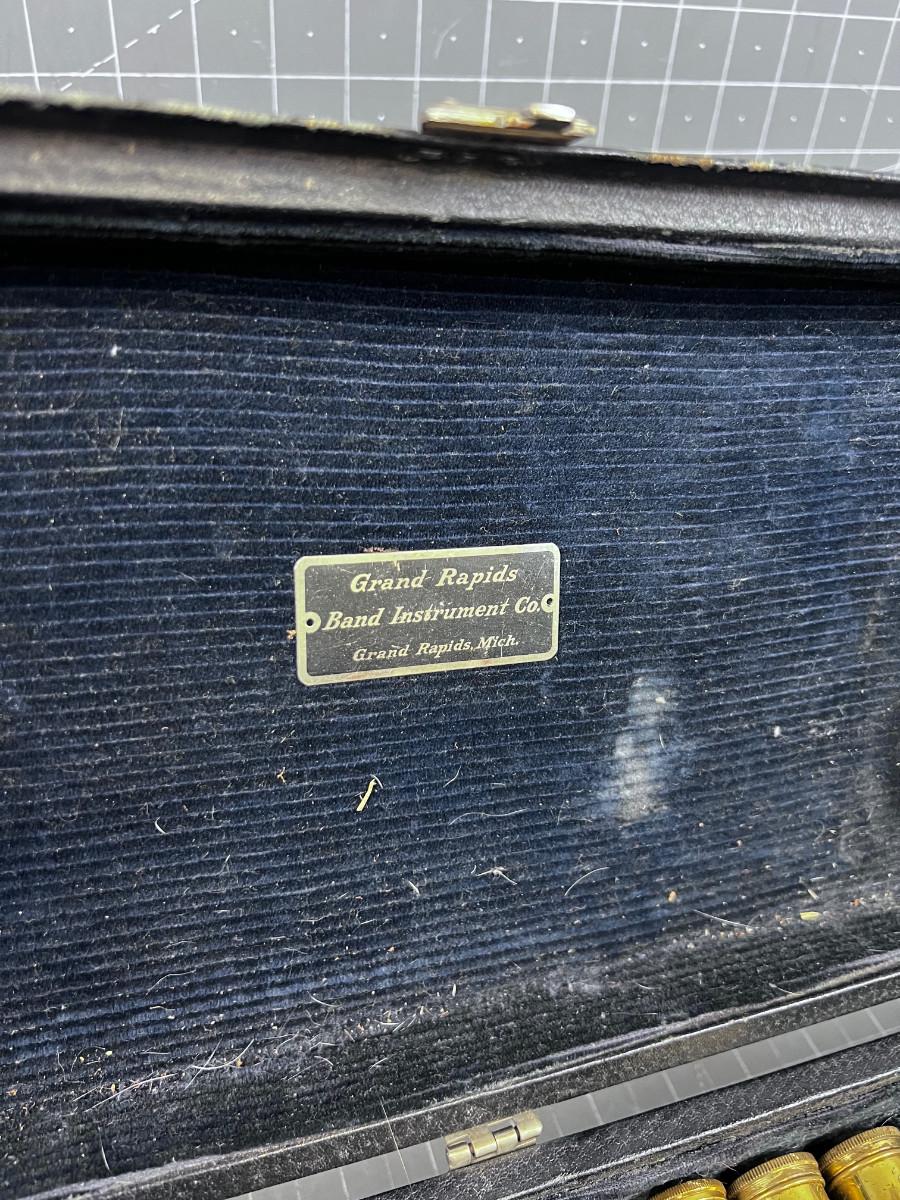 Grand Rapids
Band Instrument Co.
Grand Rapids, Mich.